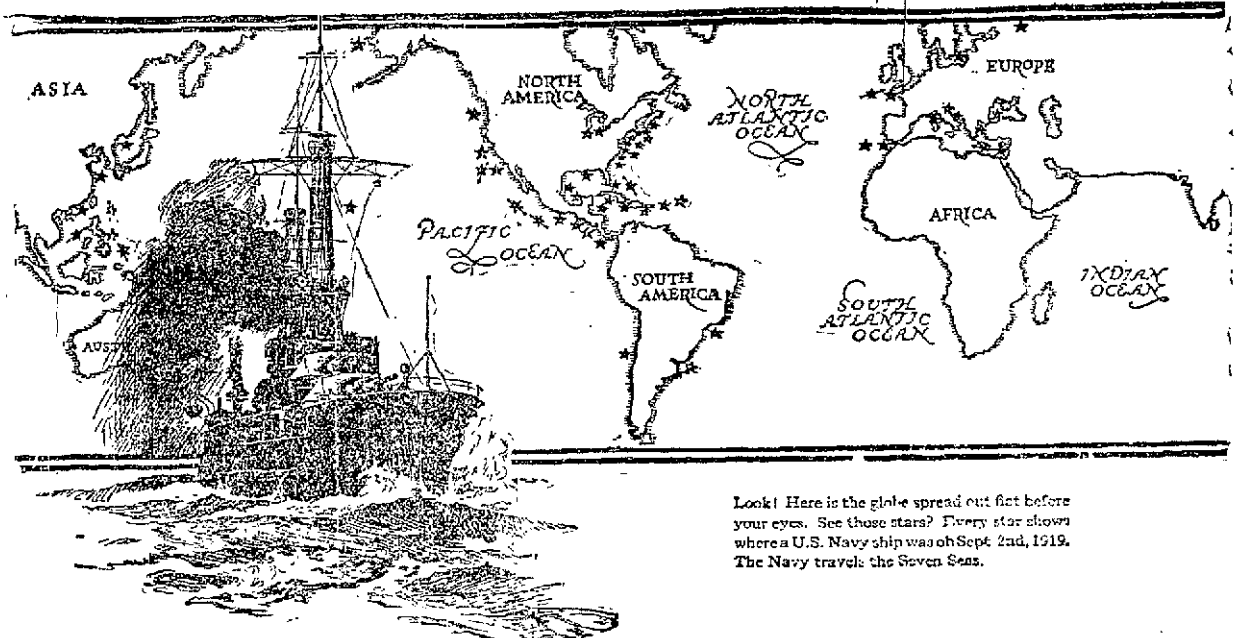 ASIA
NORTH
AMERICA
NORTH
ATLANTIC
OCEAN
EUROPE
PACIFIC
OCEAN
AFRICA
SOUTH
AMERICA
SOUTH
ATLANTIC
OCEAN
INDIAN
OCEAN
AUST
Look! Here is the globe spread out flat before
your eyes. See those stars? Every star shows
where a U.S. Navy ship was on Sept. 2nd, 1919.
The Navy travels the Seven Seas.